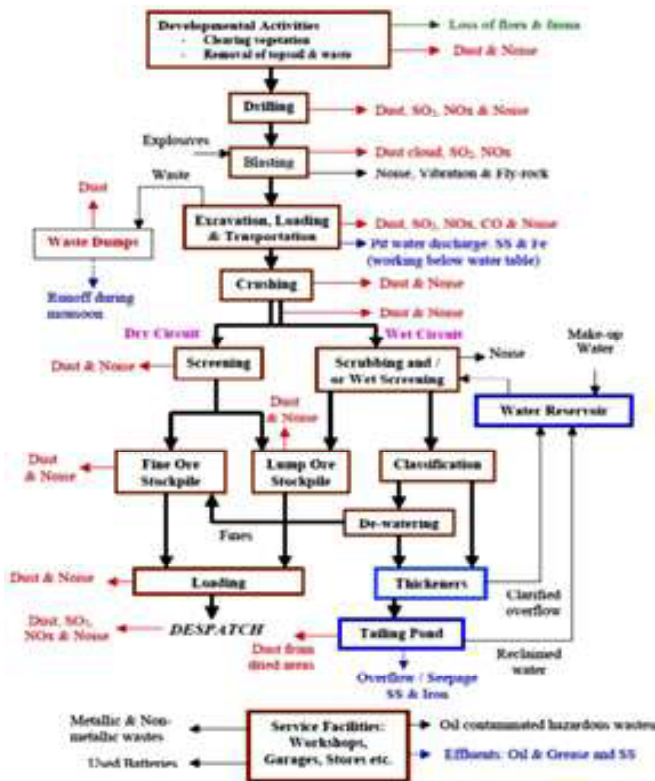 Developmental Activities
- Clearing vegetation
- Removal of topsoil & waste
Loss of flora & fauna
Dust & Noise
Drilling
Dust, SO₂, NOx & Noise
Explosives
Blasting
Dust cloud, SO₂, NOx
Noise, Vibration & Fly-rock
Waste
Dust
Waste Dumps
Runoff during
monsoon
Excavation, Loading
& Transportation
Dust, SO₂, NOx, CO & Noise
Pit water discharge: SS & Fe
(working below water table)
Crushing
Dust & Noise
Dust & Noise
Dry Circuit
Wet Circuit
Dust & Noise
Screening
Scrubbing and /
or Wet Screening
Noise
Make-up
Water
Water Reservoir
Dust
& Noise
Dust
& Noise
Fine Ore
Stockpile
Lump Ore
Stockpile
Classification
Fines
De-watering
Dust & Noise
Loading
Thickeners
Clarified
overflow
Dust, SO₂,
NOx & Noise
DESPATCH
Dust from
dried areas
Tailing Pond
Reclaimed
water
Overflow / Seepage
SS & Iron
Metallic & Non-
metallic wastes
Used Batteries
Service Facilities:
Workshops,
Garages, Stores etc.
Oil contaminated hazardous wastes
Effluents: Oil & Grease and SS